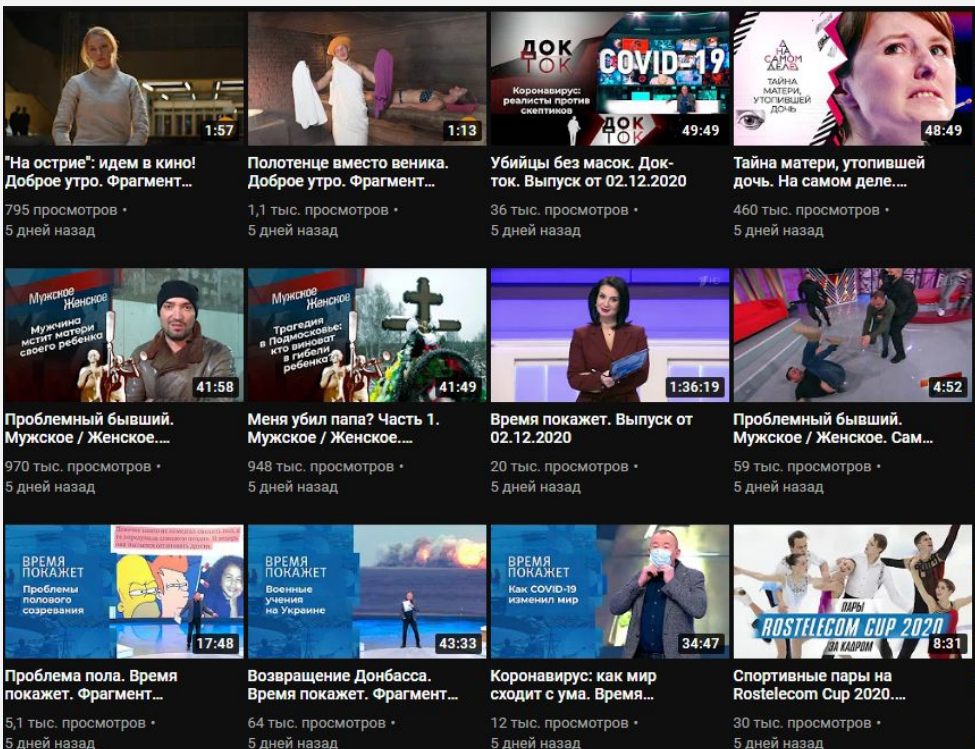 1:57
"На острие": идем в кино!
Доброе утро. Фрагмент...
795 просмотров •
5 дней назад
1:13
Полотенце вместо веника.
Доброе утро. Фрагмент...
1,1 тыс. просмотров •
5 дней назад
ДОК
ТОК
COVID-19
Коронавирус:
реалисты против
скептиков
ДОК
ТОК
49:49
Убийцы без масок. Док-
ток. Выпуск от 02.12.2020
36 тыс. просмотров •
5 дней назад
НА
САМОМ
ДЕЛЕ
ТАЙНА
МАТЕРИ,
УТОПИВШЕЙ
ДОЧЬ
48:49
Тайна матери, утопившей
дочь. На самом деле....
460 тыс. просмотров •
5 дней назад
Мужское
Женское
Мужчина
мстит матери
своего ребенка
41:58
Проблемный бывший.
Мужское / Женское....
970 тыс. просмотров •
5 дней назад
Мужское
Женское
Трагедия
в Подмосковье:
кто виноват
в гибели
ребенка?
41:49
Меня убил папа? Часть 1.
Мужское / Женское....
948 тыс. просмотров •
5 дней назад
1:36:19
Время покажет. Выпуск от
02.12.2020
20 тыс. просмотров •
5 дней назад
4:52
Проблемный бывший.
Мужское / Женское. Сам...
59 тыс. просмотров •
5 дней назад
ВРЕМЯ
ПОКАЖЕТ
Проблемы
полового
созревания
17:48
Проблема пола. Время
покажет. Фрагмент...
5,1 тыс. просмотров •
5 дней назад
ВРЕМЯ
ПОКАЖЕТ
Военные
учения
на Украине
43:33
Возвращение Донбасса.
Время покажет. Фрагмент...
64 тыс. просмотров •
5 дней назад
ВРЕМЯ
ПОКАЖЕТ
Как COVID-19
изменил мир
34:47
Коронавирус: как мир
сходит с ума. Время...
12 тыс. просмотров •
5 дней назад
ПАРЫ
ROSTELECOM CUP 2020
ЗА КАДРОМ
8:31
Спортивные пары на
Rostelecom Cup 2020....
30 тыс. просмотров •
5 дней назад